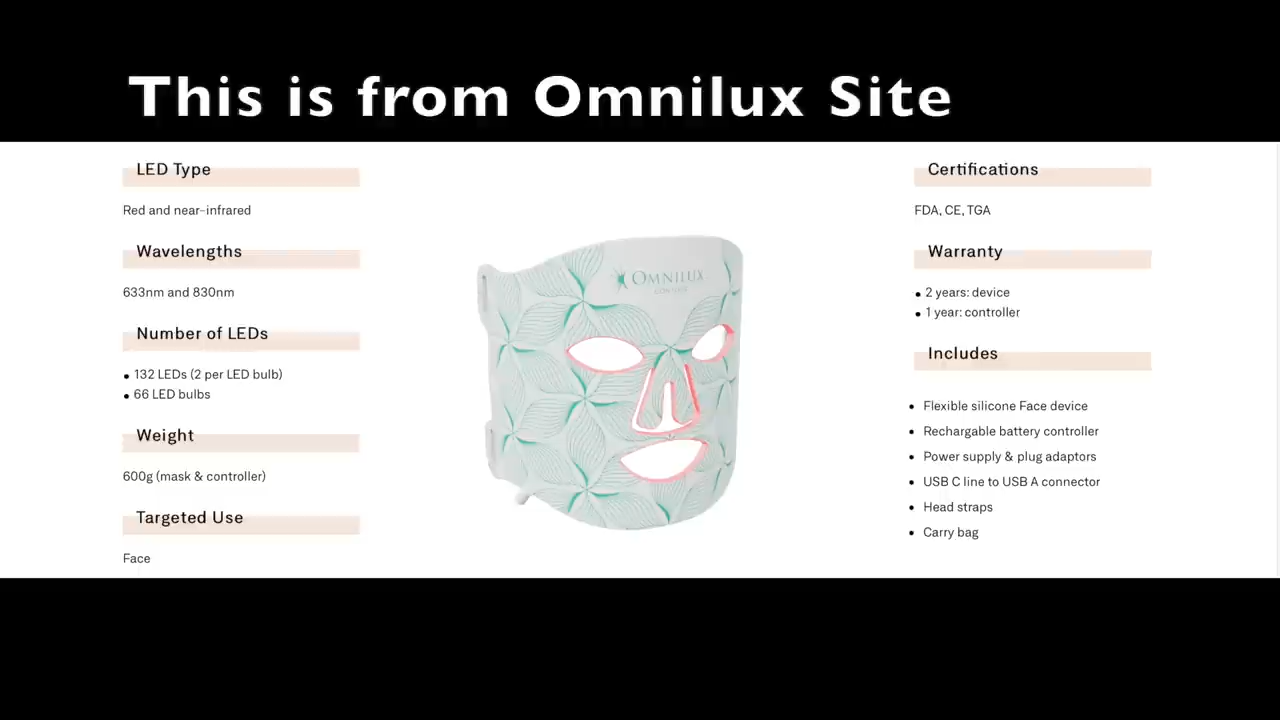 This is from Omnilux Site
LED Type
Red and near-infrared
Wavelengths
633nm and 830nm
Number of LEDs
• 132 LEDs (2 per LED bulb)
• 66 LED bulbs
Weight
600g (mask & controller)
Targeted Use
Face
OMNILUX
Certifications
FDA, CE, TGA
Warranty
• 2 years: device
• 1 year: controller
Includes
• Flexible silicone Face device
• Rechargable battery controller
• Power supply & plug adaptors
• USB C line to USB A connector
• Head straps
• Carry bag